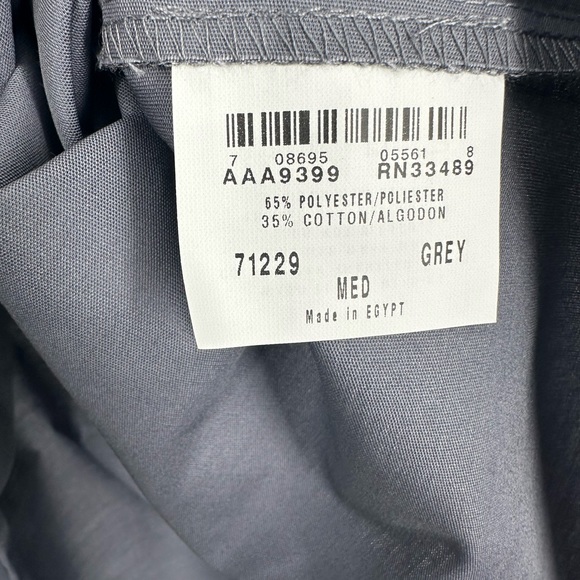 7 08695 05561 8
AAA9399 RN33489
65% POLYESTER/POLIESTER
35% COTTON/ALGODON
71229 GREY
MED
Made in EGYPT